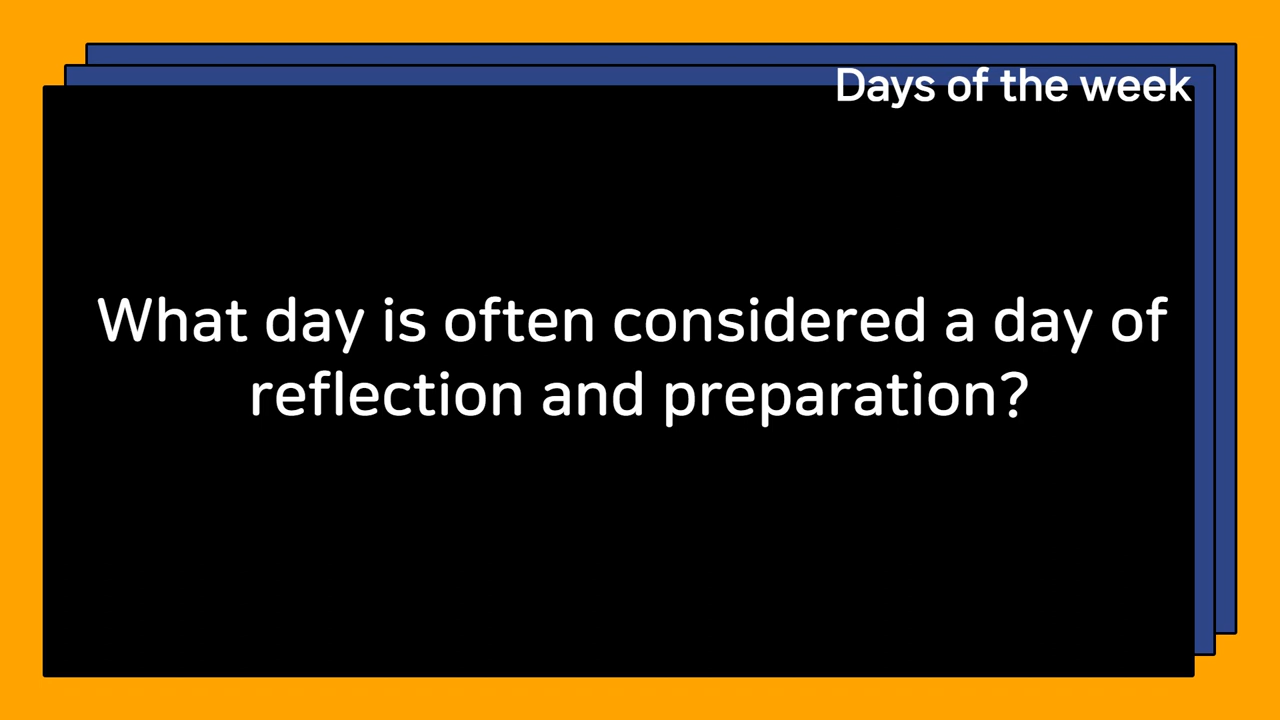 Days of the week
What day is often considered a day of
reflection and preparation?